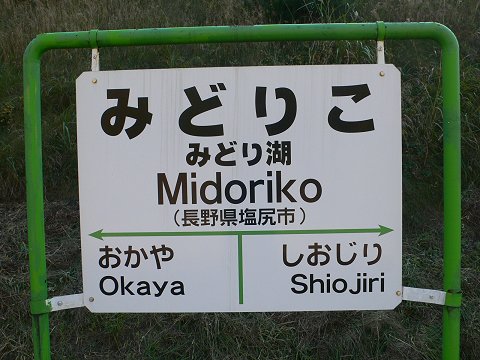 みどりこ
みどり湖
Midoriko
(長野県塩尻市)
おかや しおじり
Okaya Shiojiri